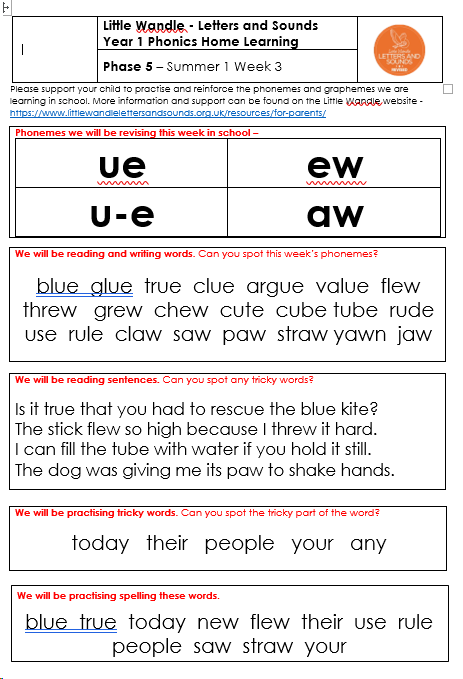 Little Wandle - Letters and Sounds
Year 1 Phonics Home Learning
Phase 5 – Summer 1 Week 3
LETTERS AND
SOUNDS
REVISED
Please support your child to practise and reinforce the phonemes and graphemes we are
learning in school. More information and support can be found on the Little Wandle website -
https://www.littlewandlelettersandsounds.org.uk/resources/for-parents/
Phonemes we will be revising this week in school –
ue ew
u-e aw
We will be reading and writing words. Can you spot this week's phonemes?
blue glue true clue argue value flew
threw grew chew cute cube tube rude
use rule claw saw paw straw yawn jaw
We will be reading sentences. Can you spot any tricky words?
Is it true that you had to rescue the blue kite?
The stick flew so high because I threw it hard.
I can fill the tube with water if you hold it still.
The dog was giving me its paw to shake hands.
We will be practising tricky words. Can you spot the tricky part of the word?
today their people your any
We will be practising spelling these words.
blue true today new flew their use rule
people saw straw your